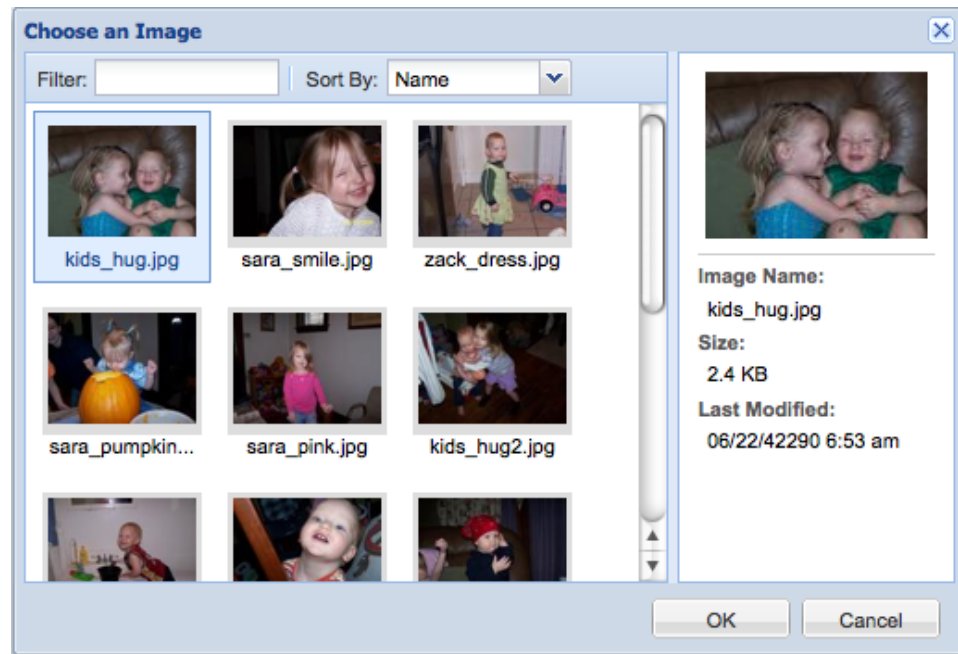 Choose an Image
Filter:
Sort By: Name
kids_hug.jpg
sara_smile.jpg
zack_dress.jpg
sara_pumpkin...
sara_pink.jpg
kids_hug2.jpg
Image Name:
kids_hug.jpg
Size:
2.4 KB
Last Modified:
06/22/42290 6:53 am
OK
Cancel